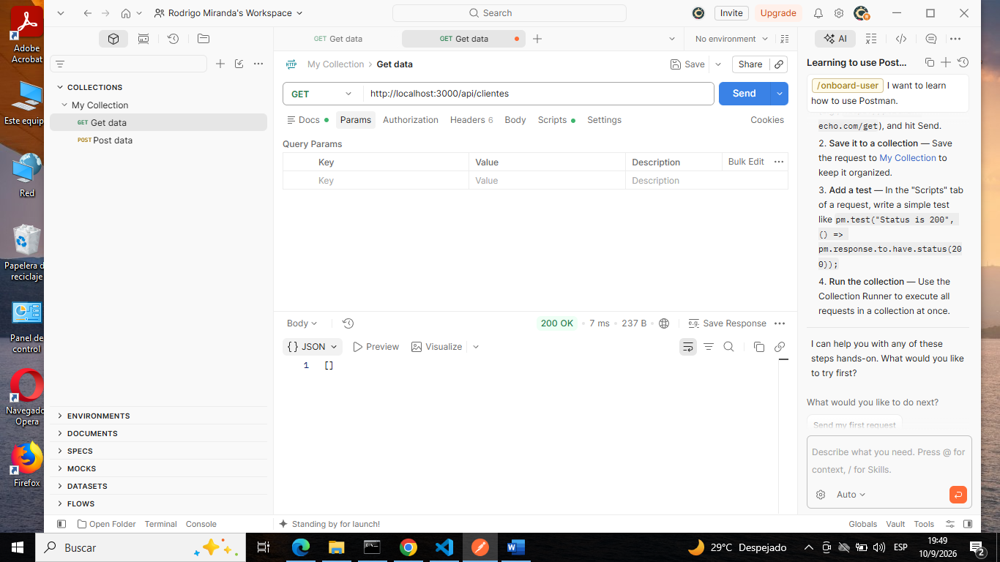 Adobe
Acrobat
Este equip
Red
Papelera d
reciclaje
Panel de
control
Navegado
Opera
Firefox
Rodrigo Miranda's Workspace
Search
Invite
Upgrade
GET Get data
GET Get data
No environment
AI
My Collection > Get data
Save
Share
COLLECTIONS
My Collection
GET Get data
POST Post data
ENVIRONMENTS
DOCUMENTS
SPECS
MOCKS
DATASETS
FLOWS
GET
http://localhost:3000/api/clientes
Send
Docs
Params
Authorization
Headers 6
Body
Scripts
Settings
Cookies
Query Params
Key Value Description Bulk Edit
Key Value Description
Body
200 OK • 7 ms • 237 B
e.g. Save Response
{} JSON
Preview
Visualize
1 []
Learning to use Post...
/onboard-user I want to learn
how to use Postman.
echo.com/get), and hit Send.
2. Save it to a collection — Save
the request to My Collection to
keep it organized.
3. Add a test — In the "Scripts" tab
of a request, write a simple test
like pm.test("Status is 200",
() =>
pm.response.to.have.status(20
0));
4. Run the collection — Use the
Collection Runner to execute all
requests in a collection at once.
I can help you with any of these
steps hands-on. What would you like
to try first?
What would you like to do next?
Send my first request
Describe what you need. Press @ for
context, / for Skills.
Auto
Open Folder
Terminal
Console
Standing by for launch!
Globals
Vault
Tools
Buscar
29°C Despejado
ESP
19:49
10/9/2026
2